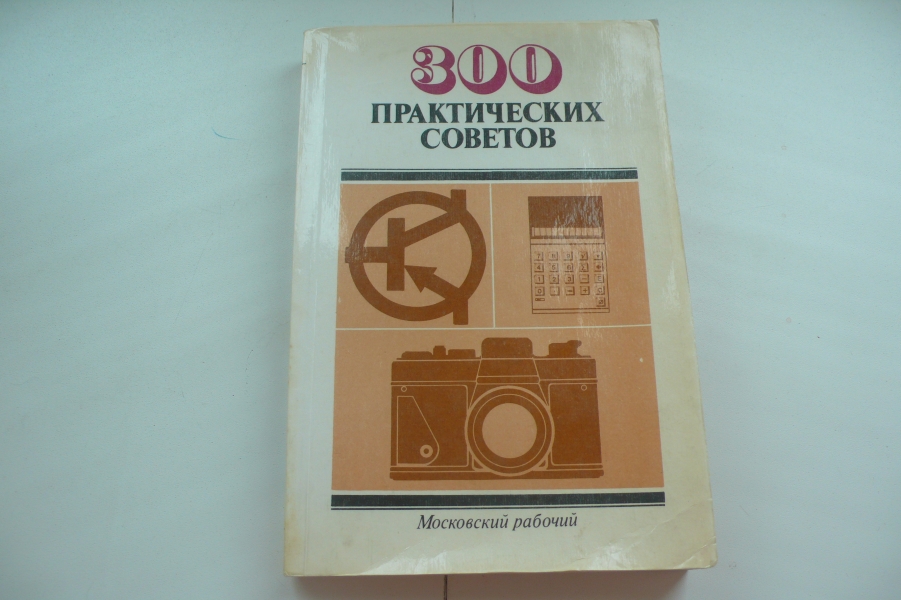 300
ПРАКТИЧЕСКИХ
СОВЕТОВ
Московский рабочий